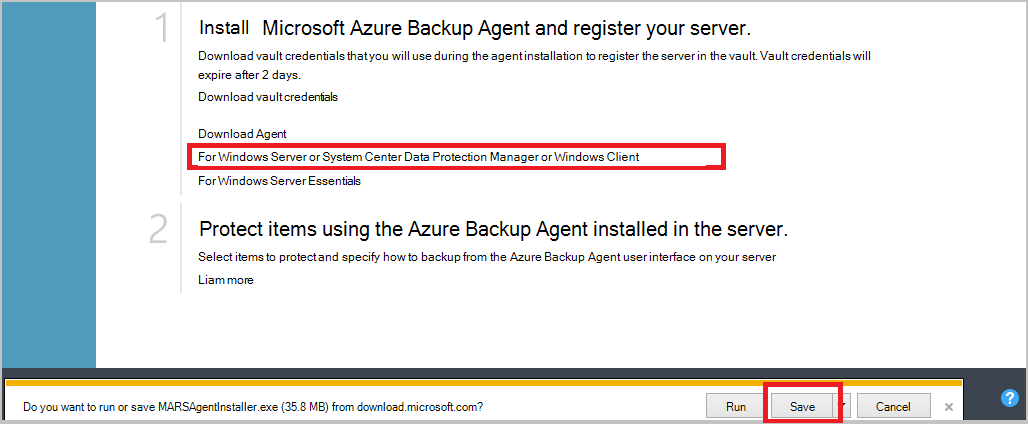 1
Install Microsoft Azure Backup Agent and register your server.
Download vault credentials that you will use during the agent installation to register the server in the vault. Vault credentials will
expire after 2 days.
Download vault credentials
Download Agent
For Windows Server or System Center Data Protection Manager or Windows Client
For Windows Server Essentials
2
Protect items using the Azure Backup Agent installed in the server.
Select items to protect and specify how to backup from the Azure Backup Agent user interface on your server
Liam more
Do you want to run or save MARSAgentInstaller.exe (35.8 MB) from download.microsoft.com?
Run
Save
Cancel
×
?